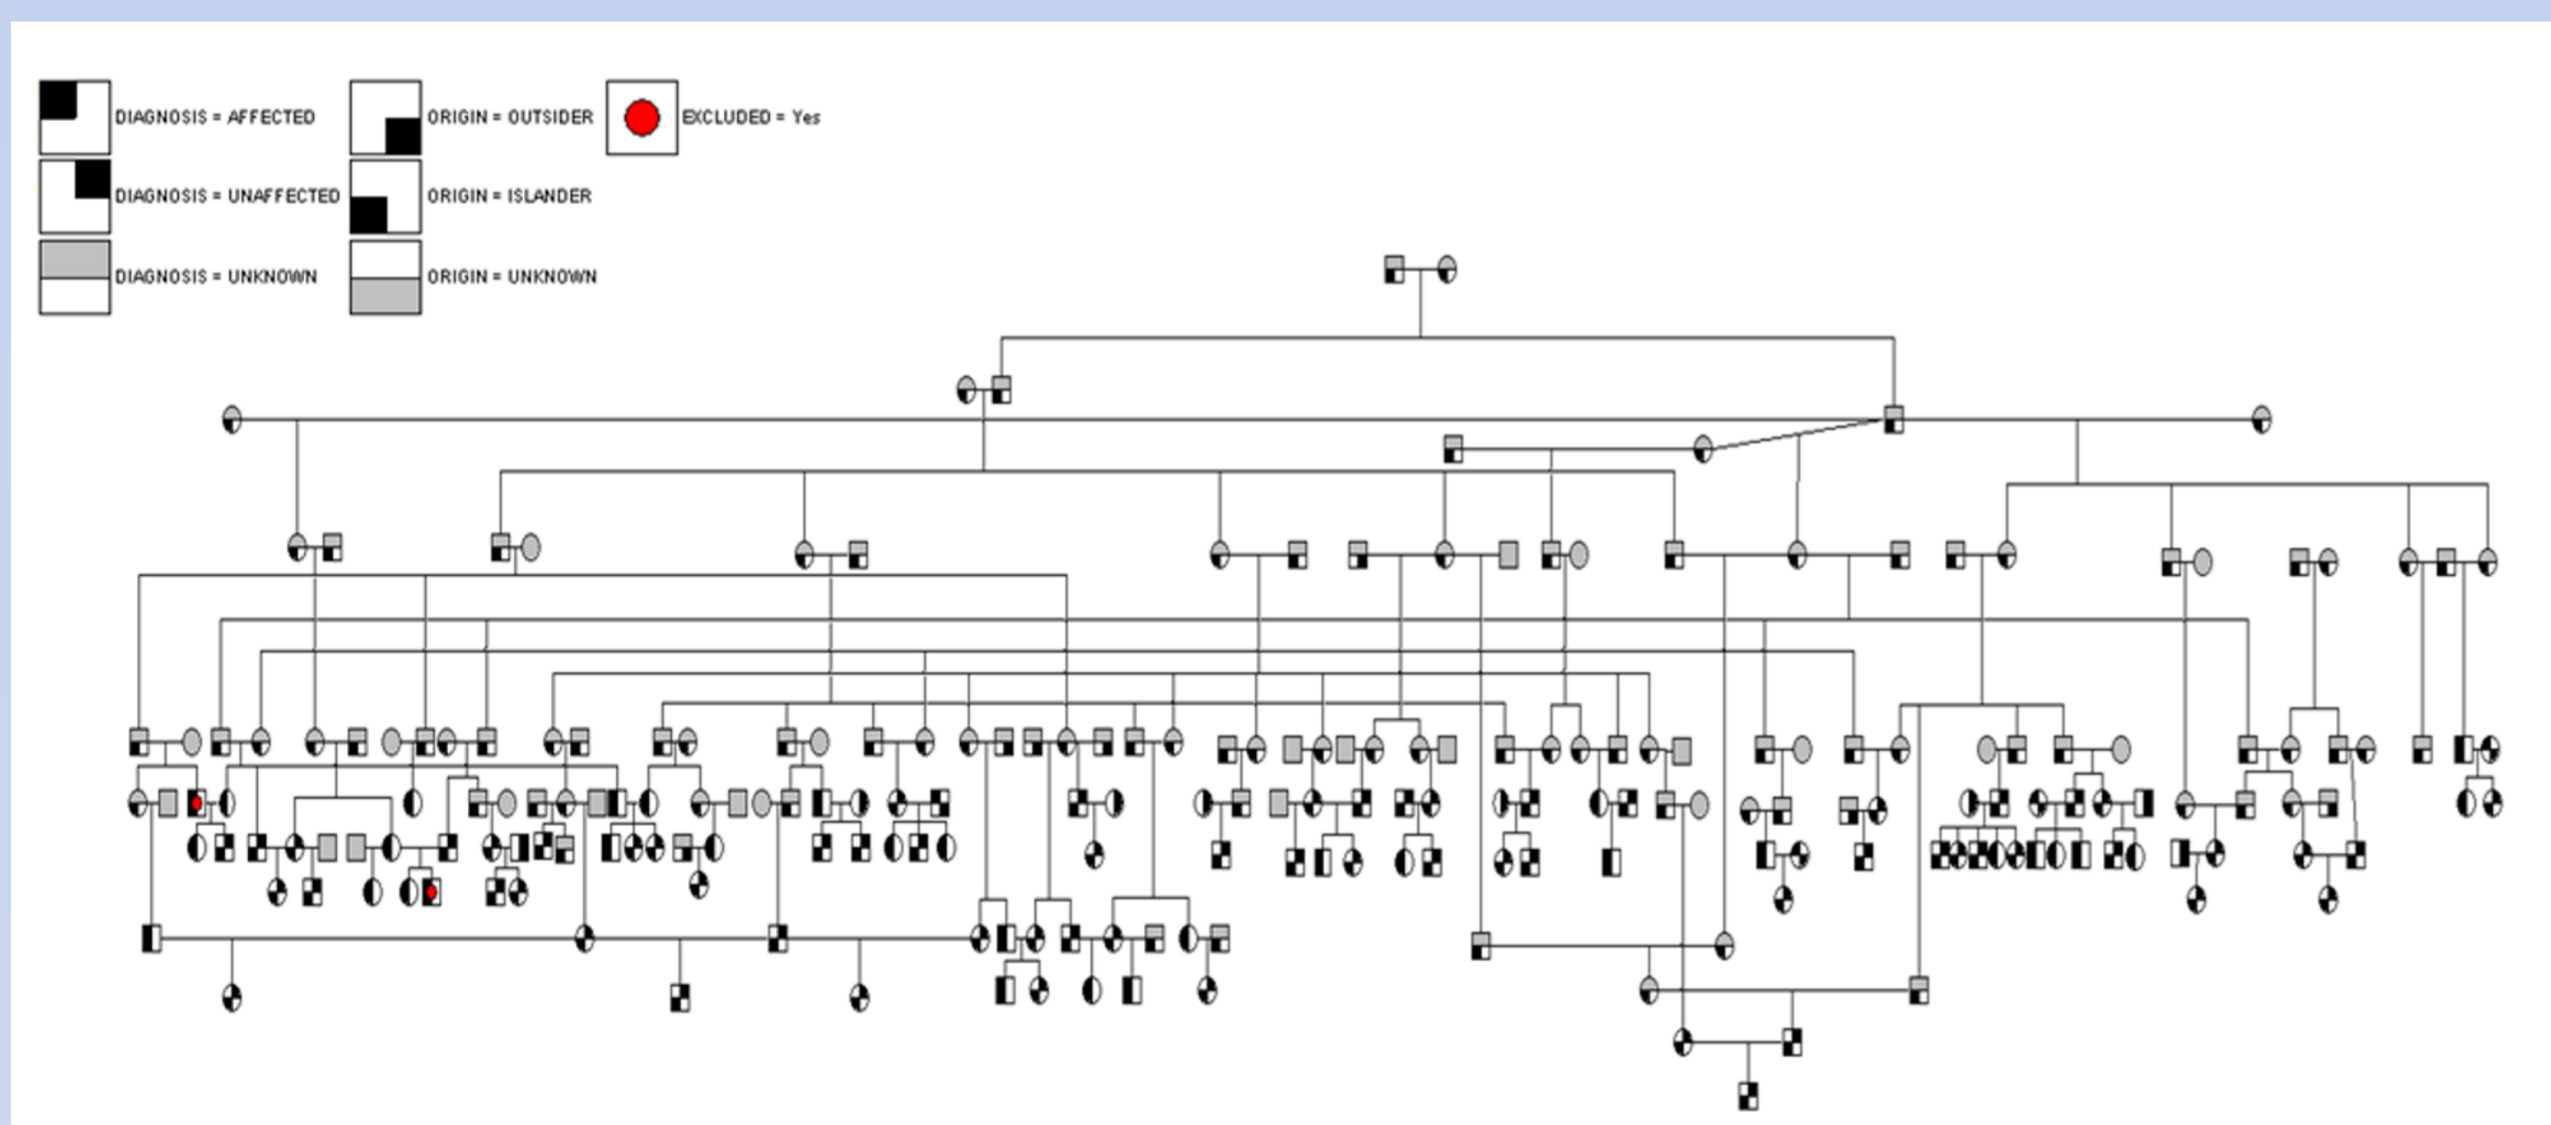 DIAGNOSIS = AFFECTED
ORIGIN = OUTSIDER
EXCLUDED = Yes
DIAGNOSIS = UNAFFECTED
ORIGIN = ISLANDER
DIAGNOSIS = UNKNOWN
ORIGIN = UNKNOWN